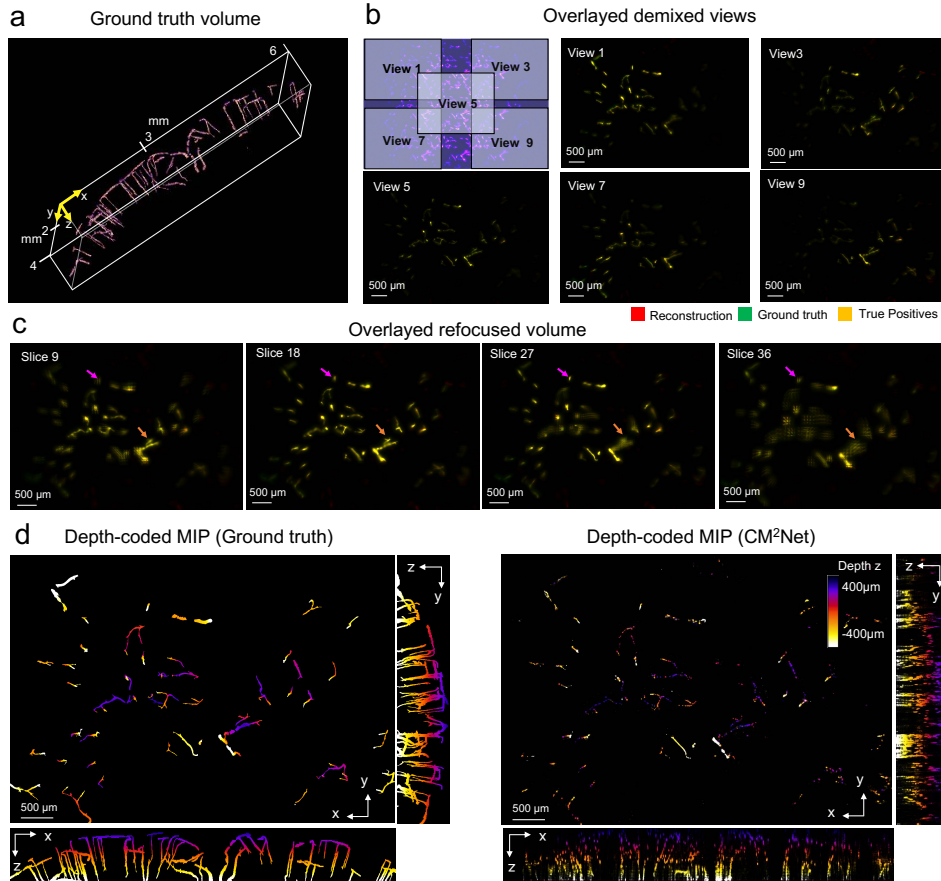 a
Ground truth volume
6
mm
3
x
y
z
2
mm
4
b
Overlayed demixed views
View 1
View 3
View 5
View 7
View 9
View 1
500 µm
View3
500 µm
View 5
500 µm
View 7
500 µm
View 9
500 µm
Reconstruction Ground truth True Positives
c
Overlayed refocused volume
Slice 9
500 µm
Slice 18
500 µm
Slice 27
500 µm
Slice 36
500 µm
d
Depth-coded MIP (Ground truth)
z
y
500 µm
y
x
x
z
Depth-coded MIP (CM²Net)
Depth z
400µm
-400µm
z
y
500 µm
y
x
x
z